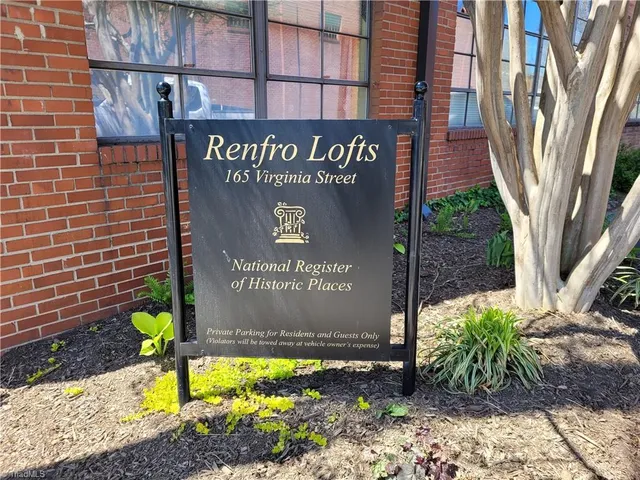 Renfro Lofts
165 Virginia Street
National Register
of Historic Places
Private Parking for Residents and Guests Only
(Violators will be towed away at vehicle owner's expense)
TriadMLS